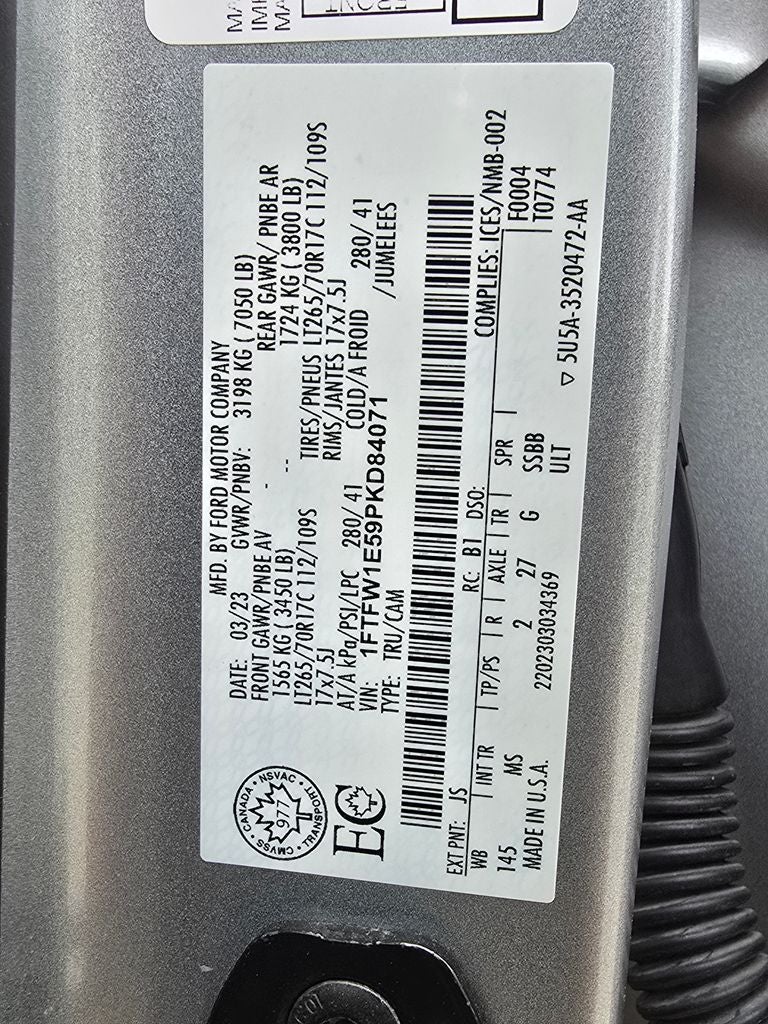 MFD. BY FORD MOTOR COMPANY
DATE: 03/23 GVWR/PNBV: 3198 KG ( 7050 LB)
FRONT GAWR/PNBE AV - REAR GAWR/ PNBE AR
1565 KG ( 3450 LB) -- 1724 KG ( 3800 LB)
LT265/70R17C 112/109S TIRES/PNEUS LT265/70R17C 112/109S
17x7.5J RIMS/JANTES 17x7.5J
AT/A kPa/PSI/LPC 280/ 41 COLD/A FROID 280/ 41
VIN: 1FTFW1E59PKD84071 /JUMELEES
TYPE: TRU/CAM
CMVSS • CANADA • NSVAC • TRANSPORT •
977
EC
EXT PNT: JS RC: B1 DSO: COMPLIES: ICES/NMB-002
WB | INT TR | TP/PS | R | AXLE | TR | SPR | F0004
145 MS 2 27 G SSBB T0774
ULT
MADE IN U.S.A. 2202303034369 5U5A-3520472-AA
MA
IMP
MA
FRONT